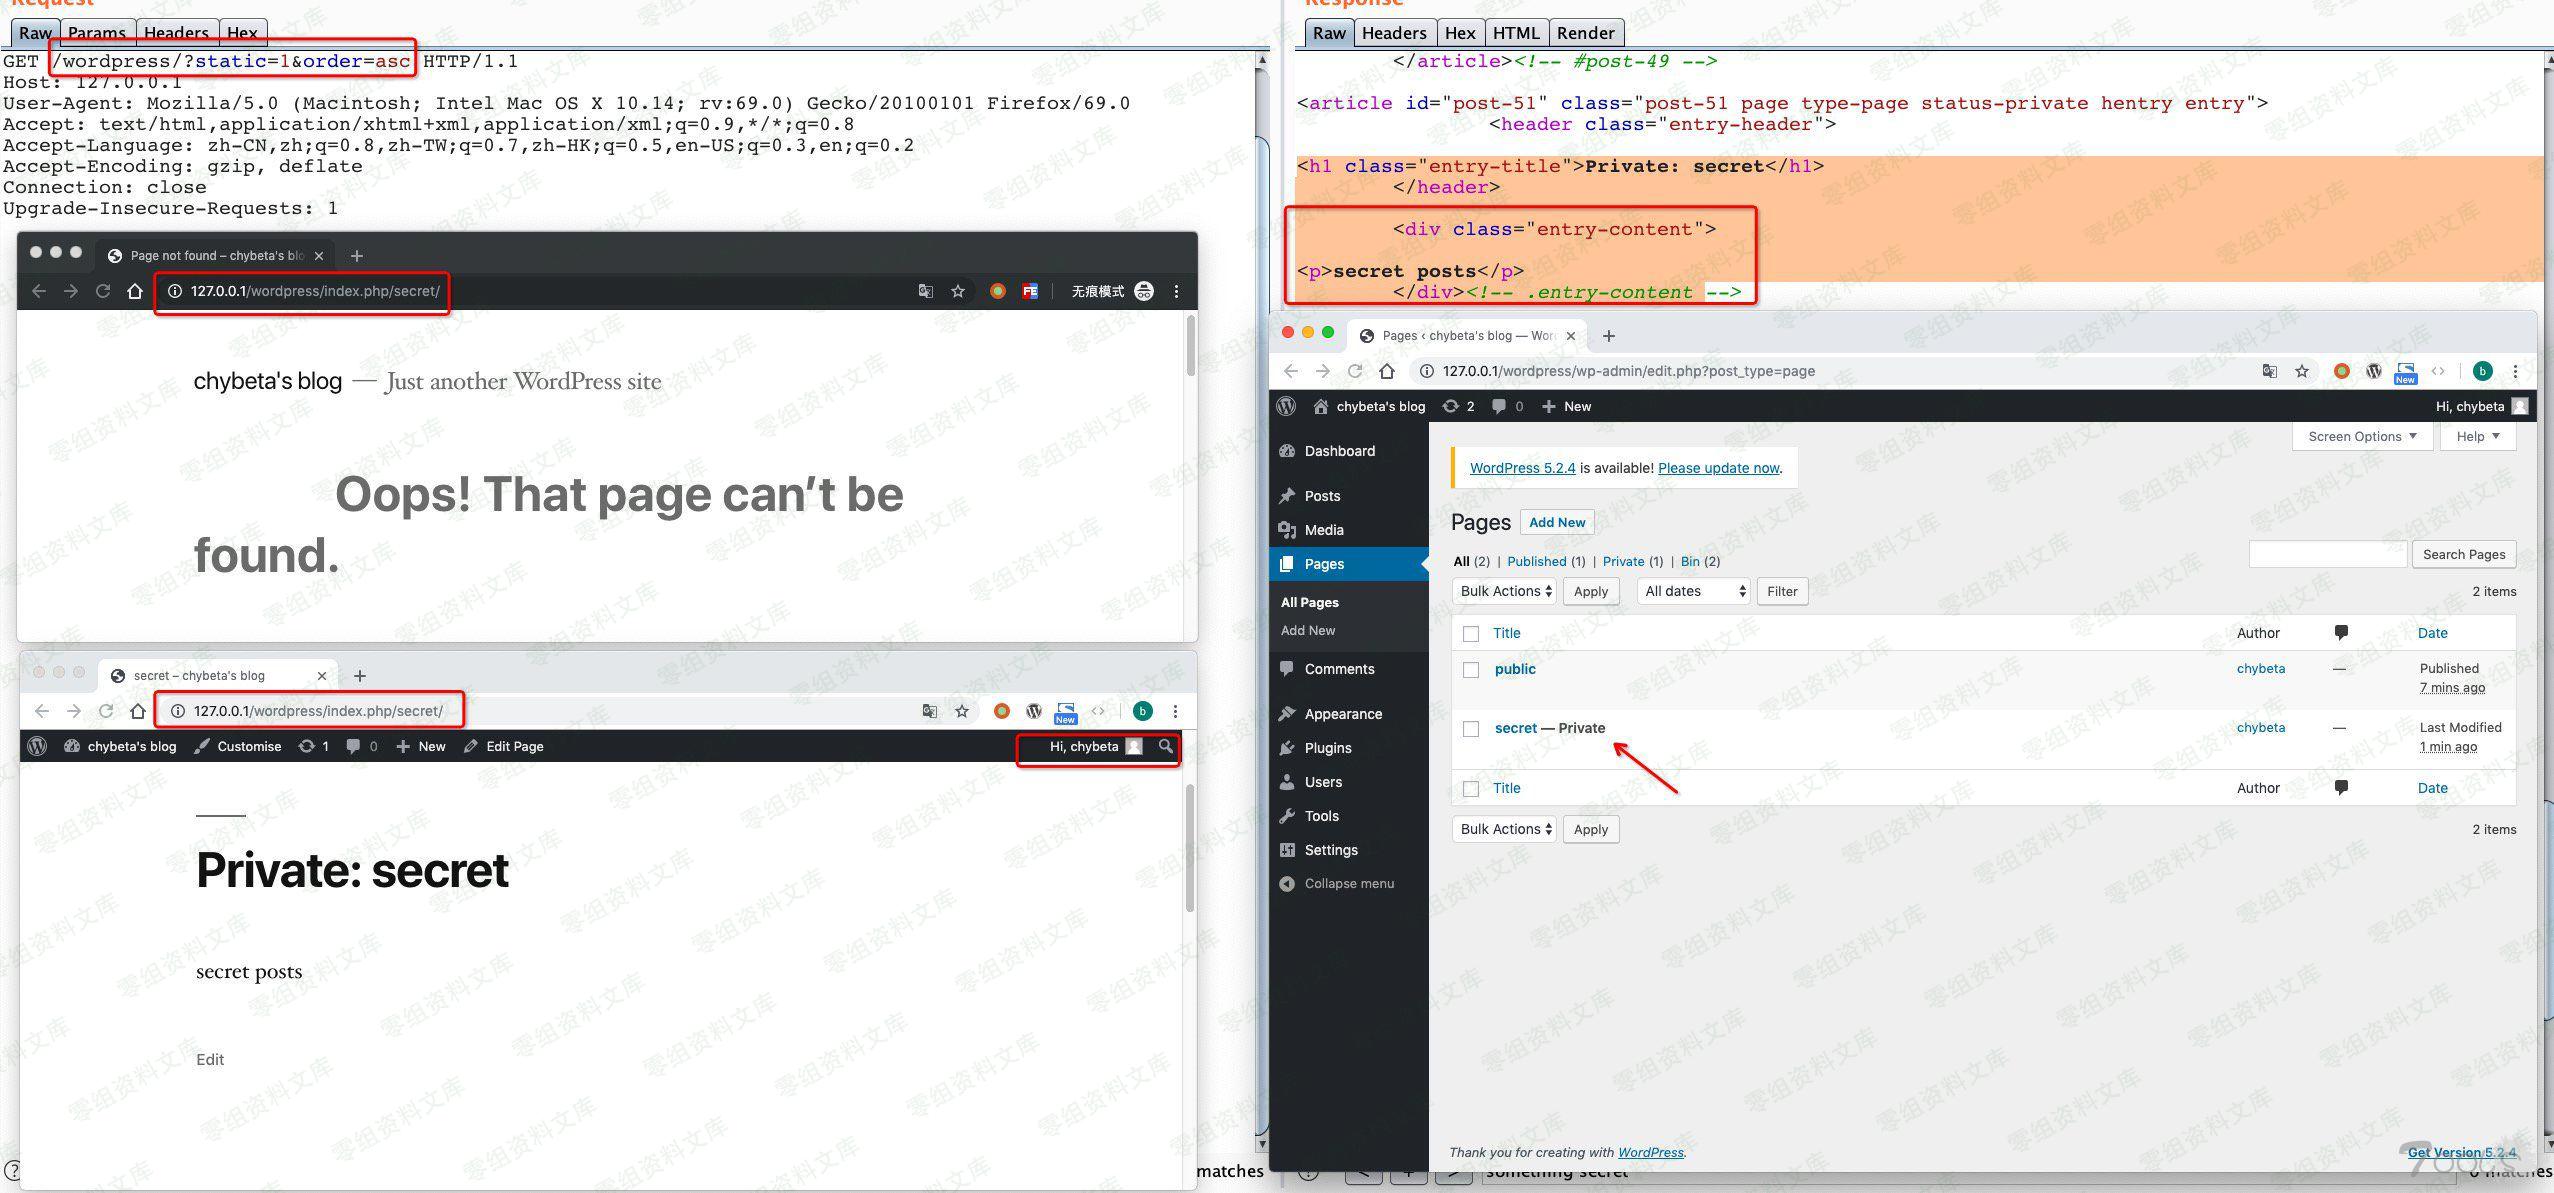 Request
Raw Params Headers Hex
GET /wordpress/?static=1&order=asc HTTP/1.1
Host: 127.0.0.1
User-Agent: Mozilla/5.0 (Macintosh; Intel Mac OS X 10.14; rv:69.0) Gecko/20100101 Firefox/69.0
Accept: text/html,application/xhtml+xml,application/xml;q=0.9,*/*;q=0.8
Accept-Language: zh-CN,zh;q=0.8,zh-TW;q=0.7,zh-HK;q=0.5,en-US;q=0.3,en;q=0.2
Accept-Encoding: gzip, deflate
Connection: close
Upgrade-Insecure-Requests: 1
Page not found – chybeta's blo
127.0.0.1/wordpress/index.php/secret/
FE
无痕模式
chybeta's blog — Just another WordPress site
Oops! That page can't be
found.
secret – chybeta's blog
127.0.0.1/wordpress/index.php/secret/
New
b
chybeta's blog Customise 1 0 New Edit Page Hi, chybeta
Private: secret
secret posts
Edit
matches
Response
Raw Headers Hex HTML Render
</article><!-- #post-49 -->
<article id="post-51" class="post-51 page type-page status-private hentry entry">
<header class="entry-header">
<h1 class="entry-title">Private: secret</h1>
</header>
<div class="entry-content">
<p>secret posts</p>
</div><!-- .entry-content -->
Pages ‹ chybeta's blog — Wor
127.0.0.1/wordpress/wp-admin/edit.php?post_type=page
New
b
chybeta's blog 2 0 New Hi, chybeta
Screen Options Help
Dashboard
Posts
Media
Pages
All Pages
Add New
Comments
Appearance
Plugins
Users
Tools
Settings
Collapse menu
WordPress 5.2.4 is available! Please update now.
Pages Add New
All (2) | Published (1) | Private (1) | Bin (2)
Search Pages
Bulk Actions Apply All dates Filter
2 items
Title Author Date
public chybeta — Published
7 mins ago
secret — Private chybeta — Last Modified
1 min ago
Title Author Date
Bulk Actions Apply
2 items
Thank you for creating with WordPress.
Get Version 5.2.4
something secret
0 matches
零组资料文库